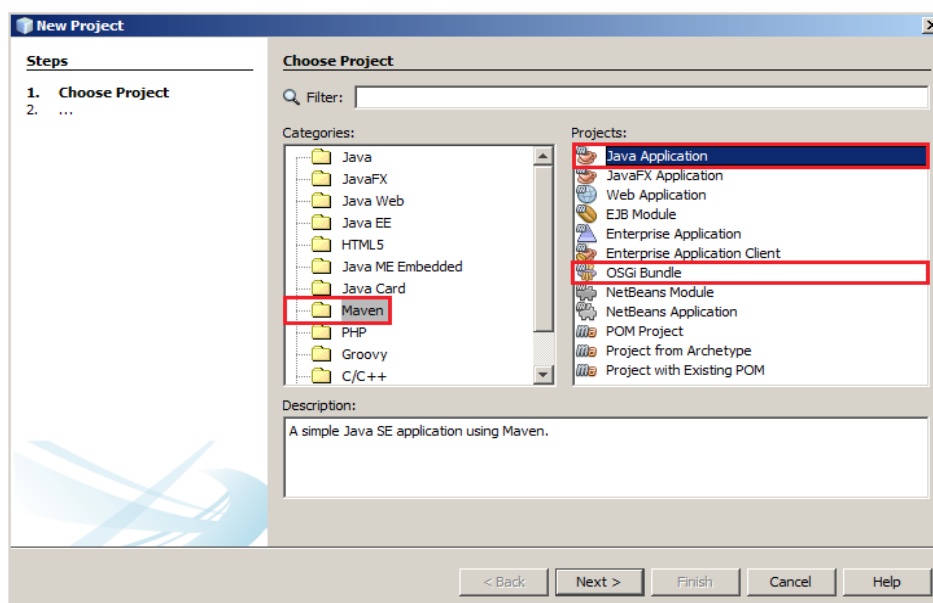 New Project
Steps
1. Choose Project
2. ...
Choose Project
Filter:
Categories:
Java
JavaFX
Java Web
Java EE
HTML5
Java ME Embedded
Java Card
Maven
PHP
Groovy
C/C++
Projects:
Java Application
JavaFX Application
Web Application
EJB Module
Enterprise Application
Enterprise Application Client
OSGi Bundle
NetBeans Module
NetBeans Application
POM Project
Project from Archetype
Project with Existing POM
Description:
A simple Java SE application using Maven.
< Back
Next >
Finish
Cancel
Help